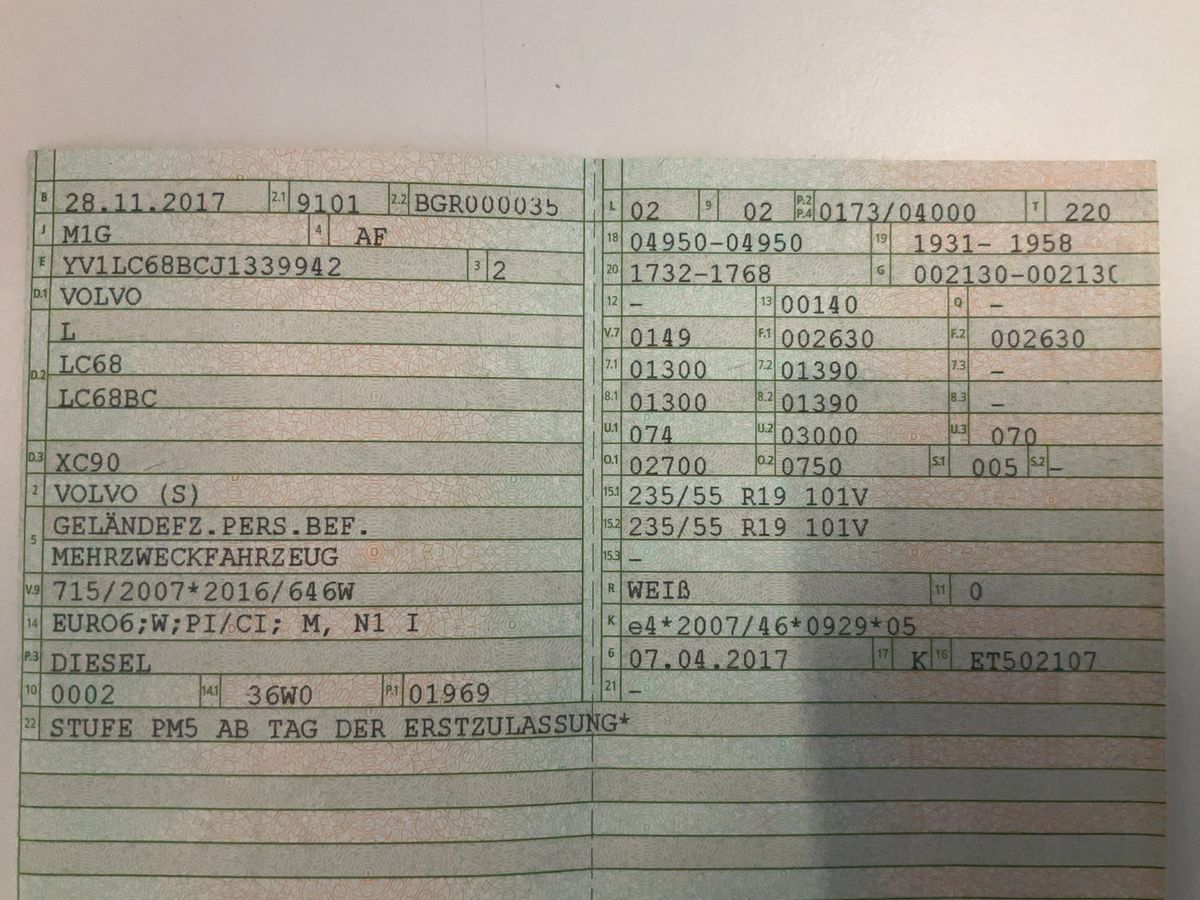 B 28.11.2017 2.1 9101 2.2 BGR000035
J M1G 4 AF
E YV1LC68BCJ1339942 3 2
D.1 VOLVO
D.2 L
LC68
LC68BC
D.3 XC90
2 VOLVO (S)
5 GELÄNDEFZ.PERS.BEF.
MEHRZWECKFAHRZEUG
V.9 715/2007*2016/646W
14 EURO6;W;PI/CI; M, N1 I
P.3 DIESEL
10 0002 14.1 36W0 P.1 01969
L 02 9 02 P.2 P.4 0173/04000 T 220
18 04950-04950 19 1931- 1958
20 1732-1768 G 002130-002130
12 - 13 00140 Q -
V.7 0149 F.1 002630 F.2 002630
7.1 01300 7.2 01390 7.3 -
8.1 01300 8.2 01390 8.3 -
U.1 074 U.2 03000 U.3 070
O.1 02700 O.2 0750 S.1 005 S.2 -
15.1 235/55 R19 101V
15.2 235/55 R19 101V
15.3 -
R WEIß 11 0
K e4*2007/46*0929*05
6 07.04.2017 17 K 16 ET502107
21 -
22 STUFE PM5 AB TAG DER ERSTZULASSUNG*